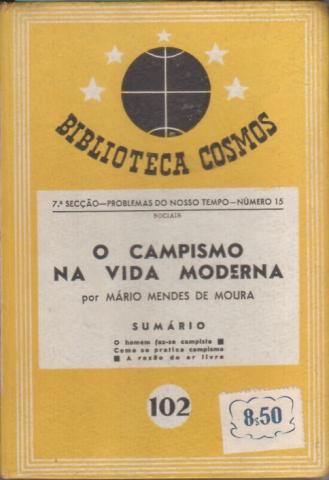 BIBLIOTECA COSMOS
7.ª SECÇÃO—PROBLEMAS DO NOSSO TEMPO—NÚMERO 15
SOCIAIS
O CAMPISMO
NA VIDA MODERNA
por MÁRIO MENDES DE MOURA
SUMÁRIO
O homem faz-se campista ■
Como se pratica campismo ■
■ A razão do ar livre
102
8$50